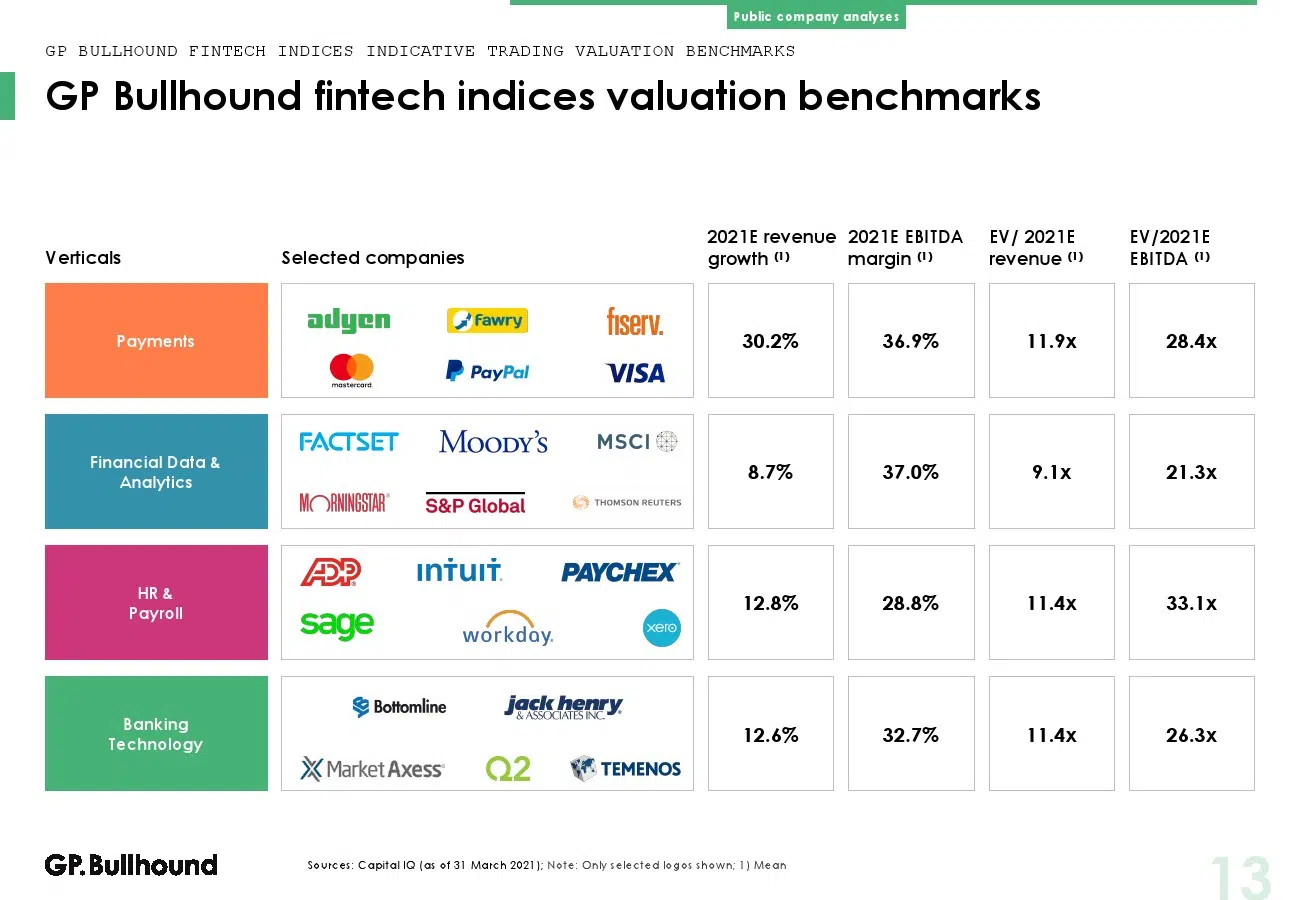 Public company analyses
GP BULLHOUND FINTECH INDICES INDICATIVE TRADING VALUATION BENCHMARKS
GP Bullhound fintech indices valuation benchmarks
Verticals
Selected companies
2021E revenue
growth (1)
2021E EBITDA
margin (1)
EV/ 2021E
revenue (1)
EV/2021E
EBITDA (1)
Payments
adyen
fawry
fiserv.
mastercard
PayPal
VISA
30.2%
36.9%
11.9x
28.4x
Financial Data &
Analytics
FACTSET
MOODY'S
MSCI
MORNINGSTAR®
S&P Global
THOMSON REUTERS
8.7%
37.0%
9.1x
21.3x
HR &
Payroll
ADP®
intuit.
PAYCHEX®
sage
workday.
xero
12.8%
28.8%
11.4x
33.1x
Banking
Technology
Bottomline
jack henry®
& ASSOCIATES INC.
MarketAxess®
Q2
TEMENOS
12.6%
32.7%
11.4x
26.3x
GP.Bullhound
Sources: Capital IQ (as of 31 March 2021); Note: Only selected logos shown; 1) Mean
13